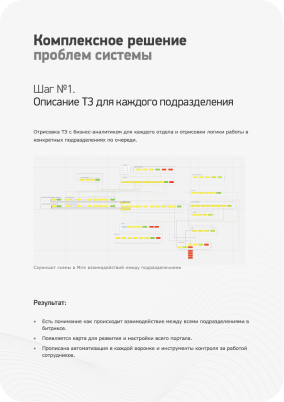 Комплексное решение
проблем системы
Шаг №1.
Описание ТЗ для каждого подразделения
Отрисовка ТЗ с бизнес-аналитиком для каждого отдела и отрисовки логики работы в
конкретных подразделениях по очереди.
Скриншот схемы в Miro взаимодействий между подразделениями
Результат:
Есть понимание как происходит взаимодействие между всеми подразделениями в
битриксе.
Появляется карта для развития и настройки всего портала.
Прописана автоматизация в каждой воронке и инструменты контроля за работой
сотрудников.